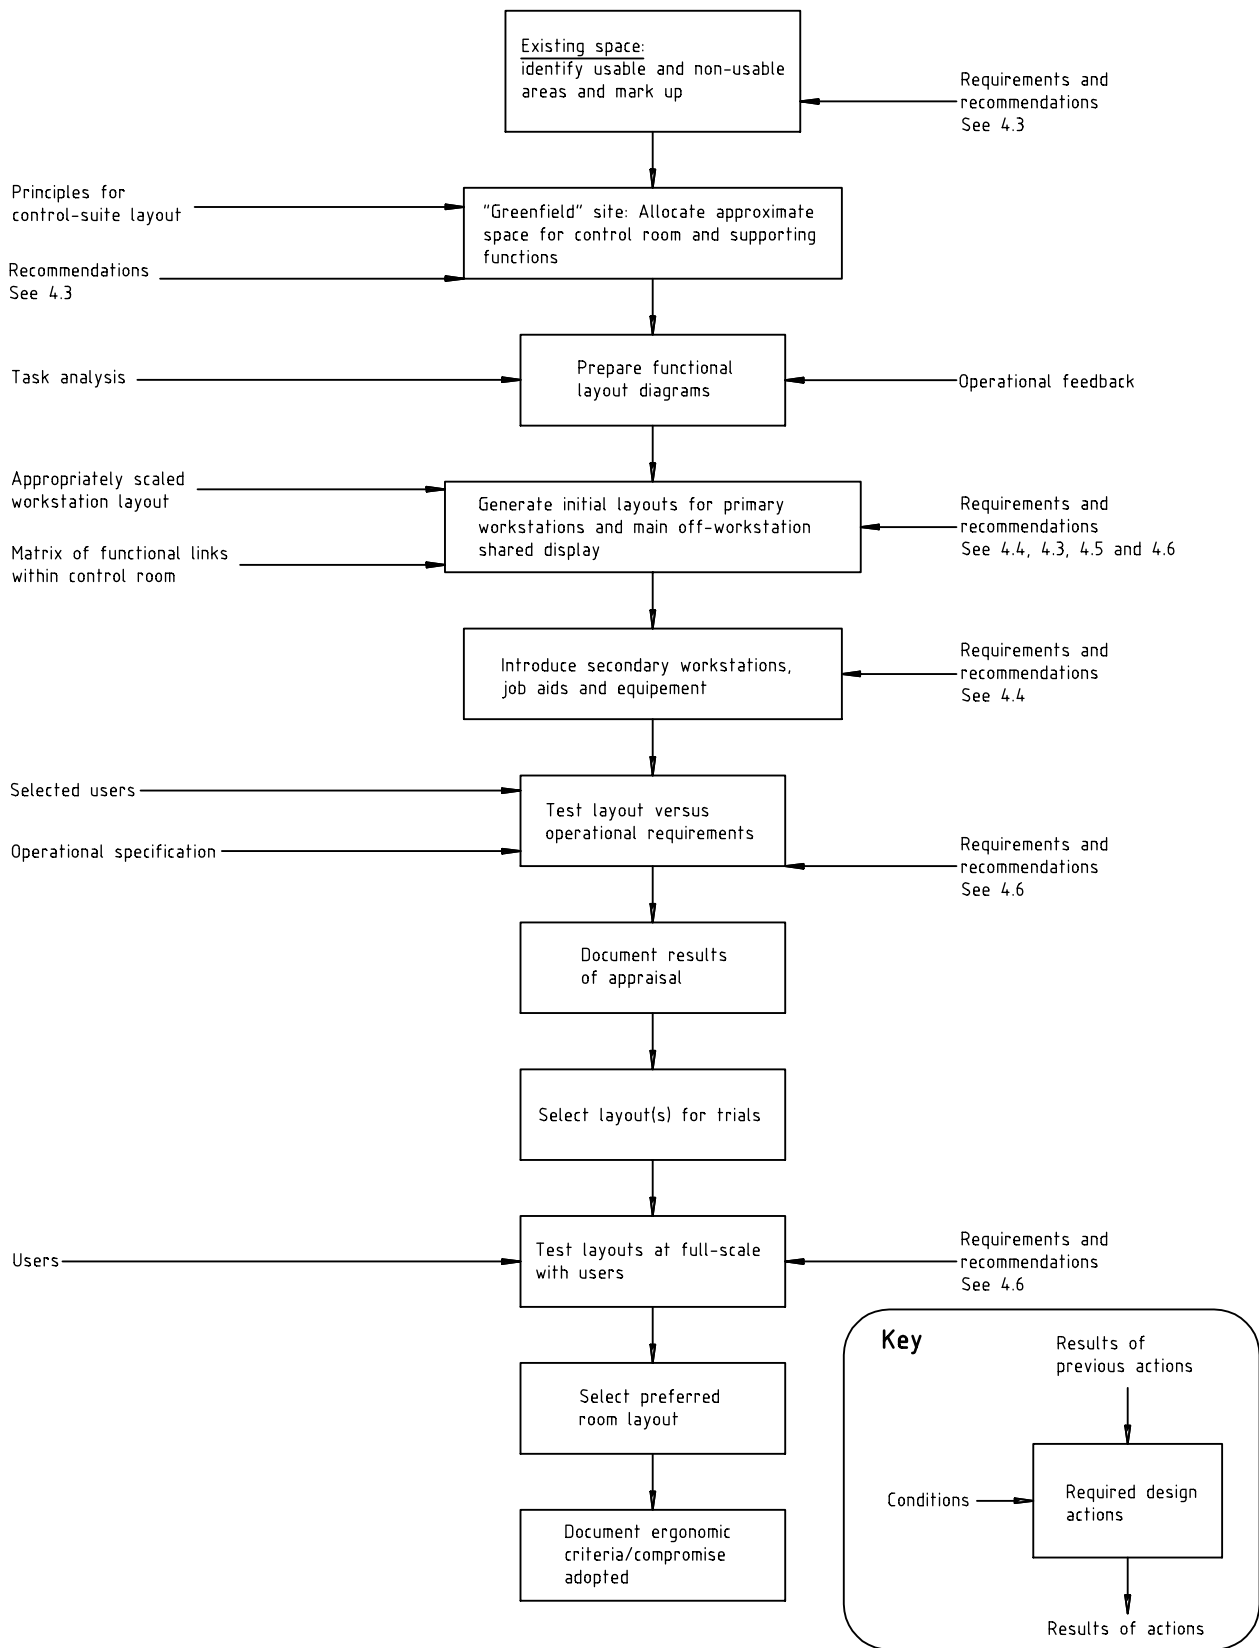 Existing space:
identify usable and non-usable
areas and mark up
Requirements and
recommendations
See 4.3
Principles for
control-suite layout
"Greenfield" site: Allocate approximate
space for control room and supporting
functions
Recommendations
See 4.3
Task analysis
Prepare functional
layout diagrams
Operational feedback
Appropriately scaled
workstation layout
Matrix of functional links
within control room
Generate initial layouts for primary
workstations and main off-workstation
shared display
Requirements and
recommendations
See 4.4, 4.3, 4.5 and 4.6
Introduce secondary workstations,
job aids and equipement
Requirements and
recommendations
See 4.4
Selected users
Operational specification
Test layout versus
operational requirements
Requirements and
recommendations
See 4.6
Document results
of appraisal
Select layout(s) for trials
Users
Test layouts at full-scale
with users
Requirements and
recommendations
See 4.6
Select preferred
room layout
Document ergonomic
criteria/compromise
adopted
Key
Results of
previous actions
Conditions
Required design
actions
Results of actions